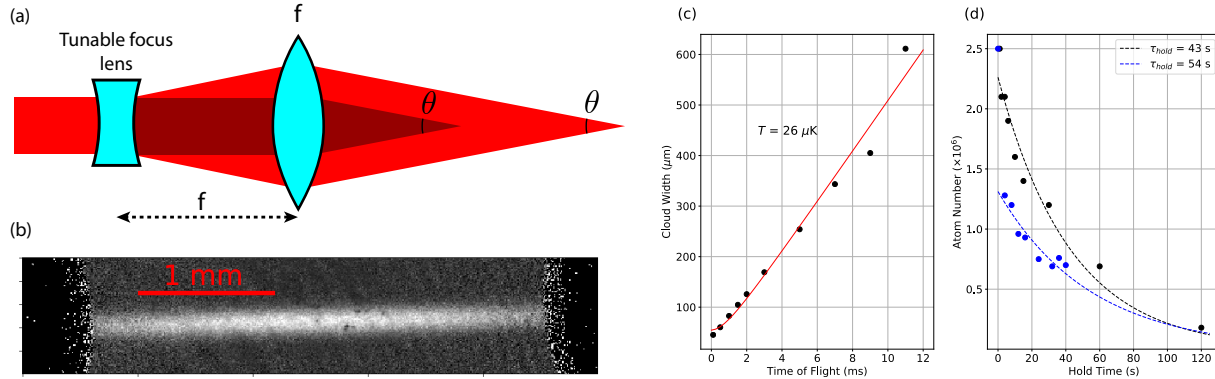 (a)
Tunable focus
lens
f
θ
θ
f
(b)
1 mm
(c)
600
500
400
300
200
100
Cloud Width (μm)
T = 26 μK
0
2
4
6
8
10
12
Time of Flight (ms)
(d)
2.5
2.0
1.5
1.0
0.5
Atom Number (×10⁶)
τhold = 43 s
τhold = 54 s
0
20
40
60
80
100
120
Hold Time (s)